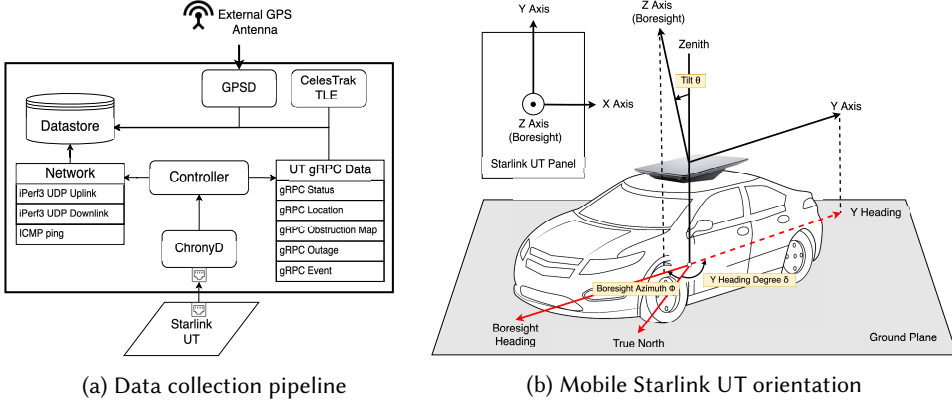 External GPS
Antenna
GPSD
CelesTrak
TLE
Datastore
Network
iPerf3 UDP Uplink
iPerf3 UDP Downlink
ICMP ping
Controller
UT gRPC Data
gRPC Status
gRPC Location
gRPC Obstruction Map
gRPC Outage
gRPC Event
ChronyD
Starlink
UT
(a) Data collection pipeline
Y Axis
X Axis
Z Axis
(Boresight)
Starlink UT Panel
Z Axis
(Boresight)
Zenith
Tilt θ
Y Axis
Y Heading
Y Heading Degree δ
Boresight Azimuth Φ
Boresight
Heading
True North
Ground Plane
(b) Mobile Starlink UT orientation